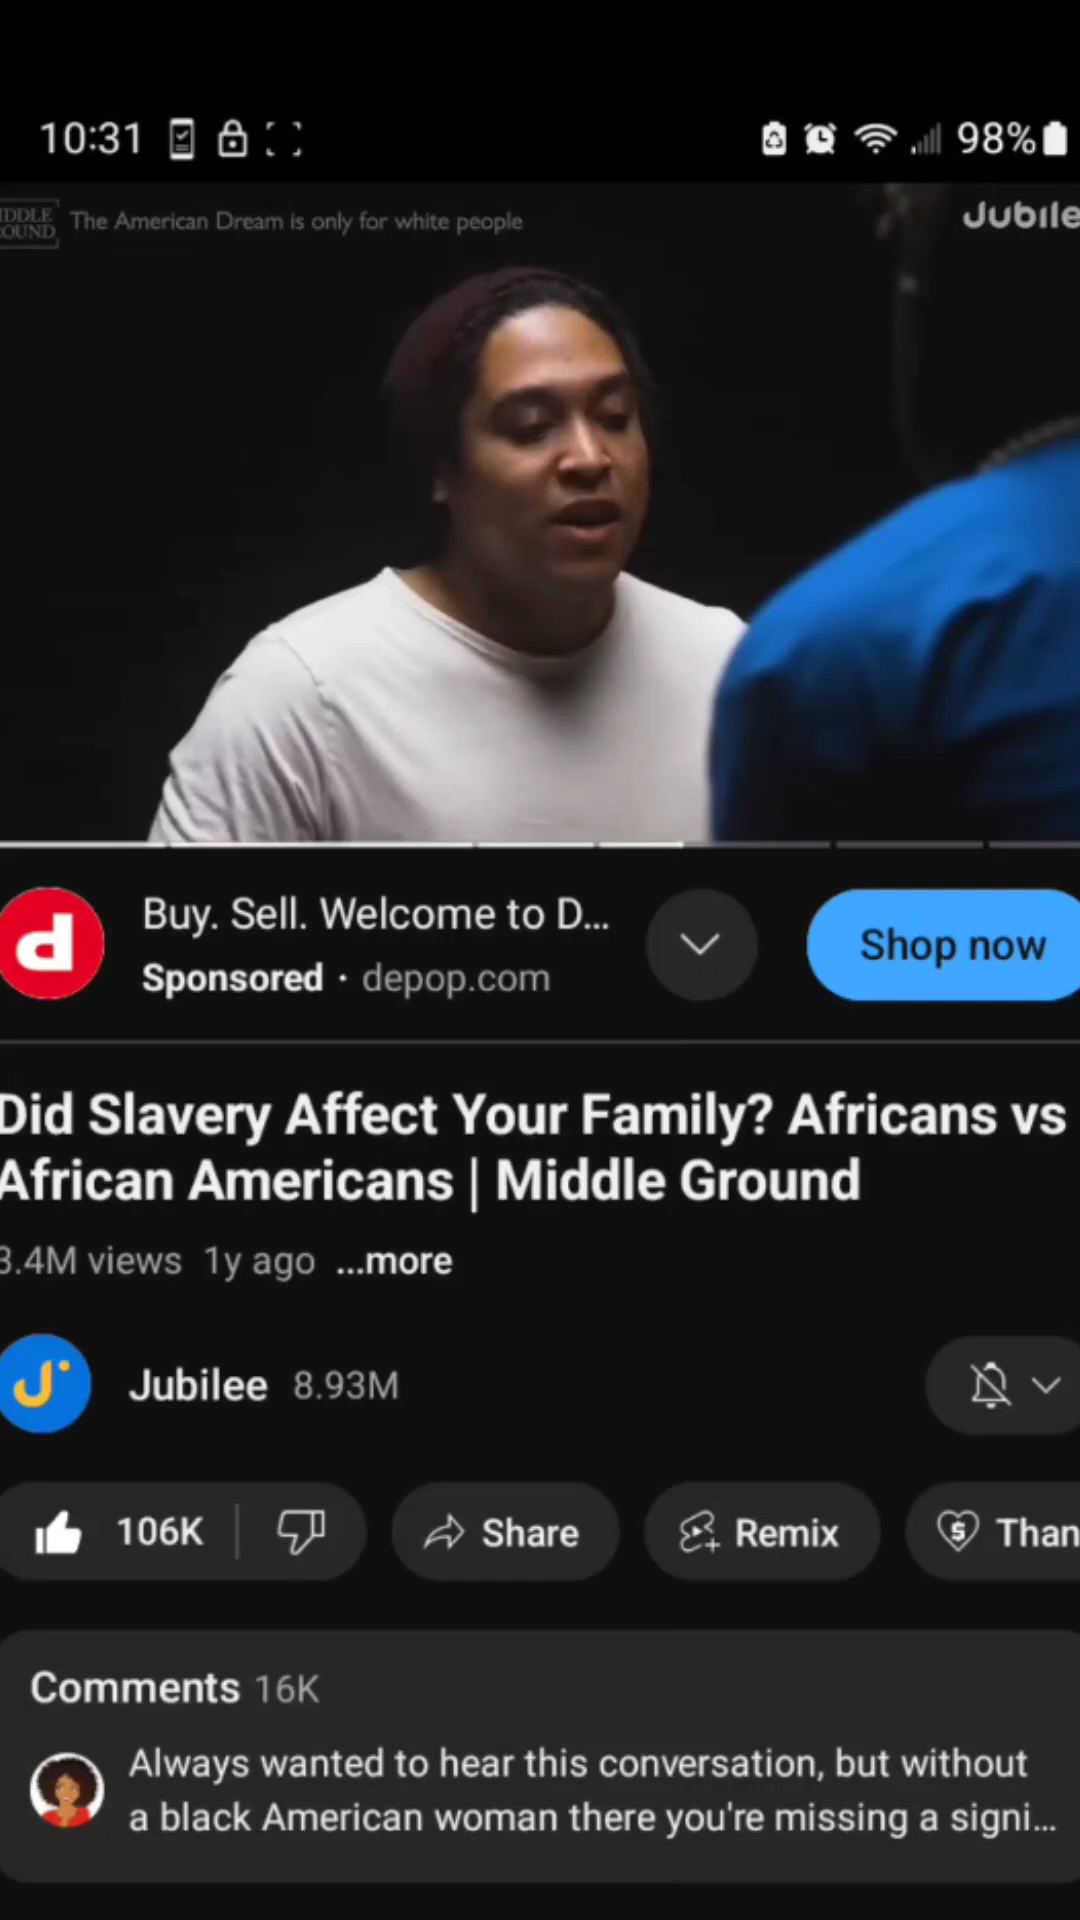 10:31 98%
IDDLE
OUND
The American Dream is only for white people
Jubile
Buy. Sell. Welcome to D...
Sponsored · depop.com
Shop now
Did Slavery Affect Your Family? Africans vs
African Americans | Middle Ground
3.4M views 1y ago ...more
Jubilee 8.93M
106K Share Remix Than
Comments 16K
Always wanted to hear this conversation, but without
a black American woman there you're missing a signi...